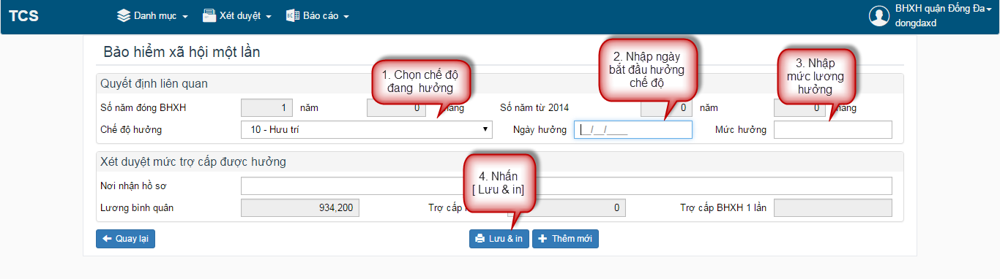 TCS Danh mục Xét duyệt Báo cáo BHXH quận Đống Đa
dongdaxd
Bảo hiểm xã hội một lần
1. Chọn chế độ
đang hưởng
2. Nhập ngày
bắt đầu hưởng
chế độ
3. Nhập
mức lương
hưởng
Quyết định liên quan
Số năm đóng BHXH 1 năm 0 Số năm từ 2014 0 năm 0
Chế độ hưởng 10 - Hưu trí Ngày hưởng __/__/____ Mức hưởng
Xét duyệt mức trợ cấp được hưởng
4. Nhấn
[ Lưu & in]
Nơi nhận hồ sơ
Lương bình quân 934,200 Trợ cấp 0 Trợ cấp BHXH 1 lần
Quay lại Lưu & in Thêm mới